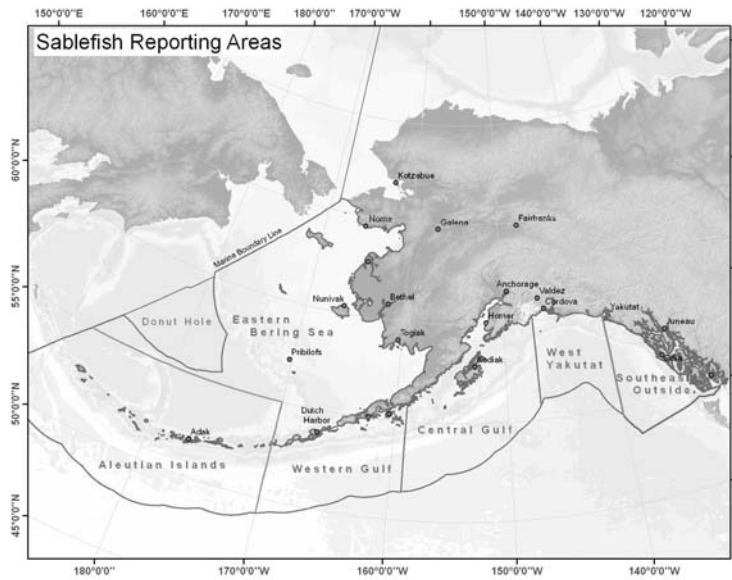 150°0'0"E 160°0'0"E 170°0'0"E 180°0'0" 170°0'0"W 160°0'0"W 150°0'0"W 140°0'0"W 130°0'0"W 120°0'0"W
Sablefish Reporting Areas
60°0'0"N
55°0'0"N
50°0'0"N
45°0'0"N
Kotzebue
Nome
Galena
Fairbanks
Marine Boundary Line
Anchorage
Valdez
Cordova
Nunivak
Bethel
Homer
Yakutat
Juneau
Donut Hole
Eastern
Bering Sea
Togiak
Pribilofs
Kodiak
West
Yakutat
Sitka
Southeast
Outside
Dutch
Harbor
Adak
Central Gulf
Aleutian Islands
Western Gulf
180°0'0" 170°0'0"W 160°0'0"W 150°0'0"W 140°0'0"W